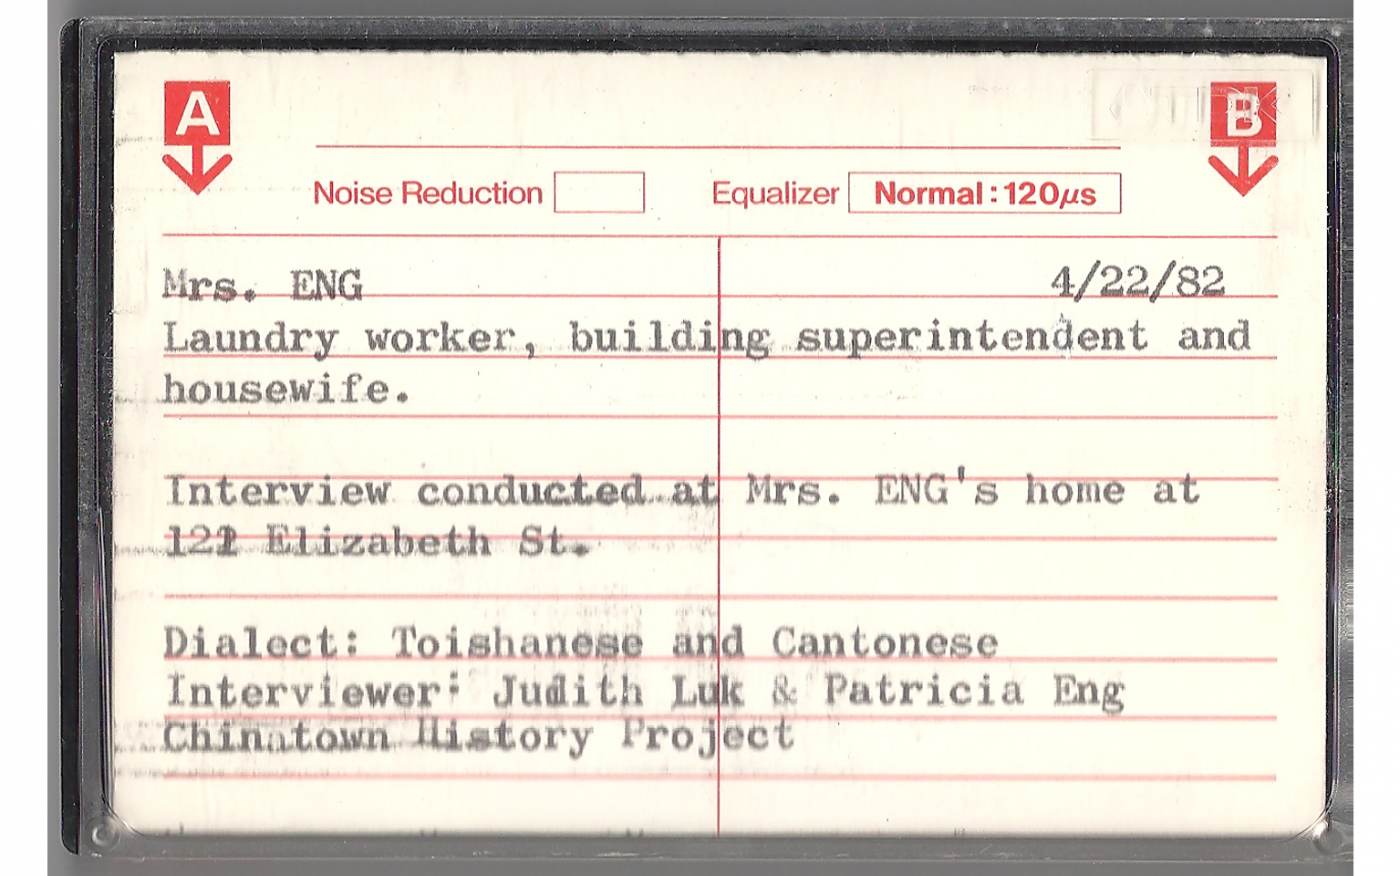 A B
Noise Reduction Equalizer Normal:120µs
Mrs. ENG 4/22/82
Laundry worker, building superintendent and
housewife.
Interview conducted at Mrs. ENG's home at
Elizabeth St.
Dialect: Toishanese and Cantonese
Interviewer: Judith Luk & Patricia Eng
Chinatown History Project